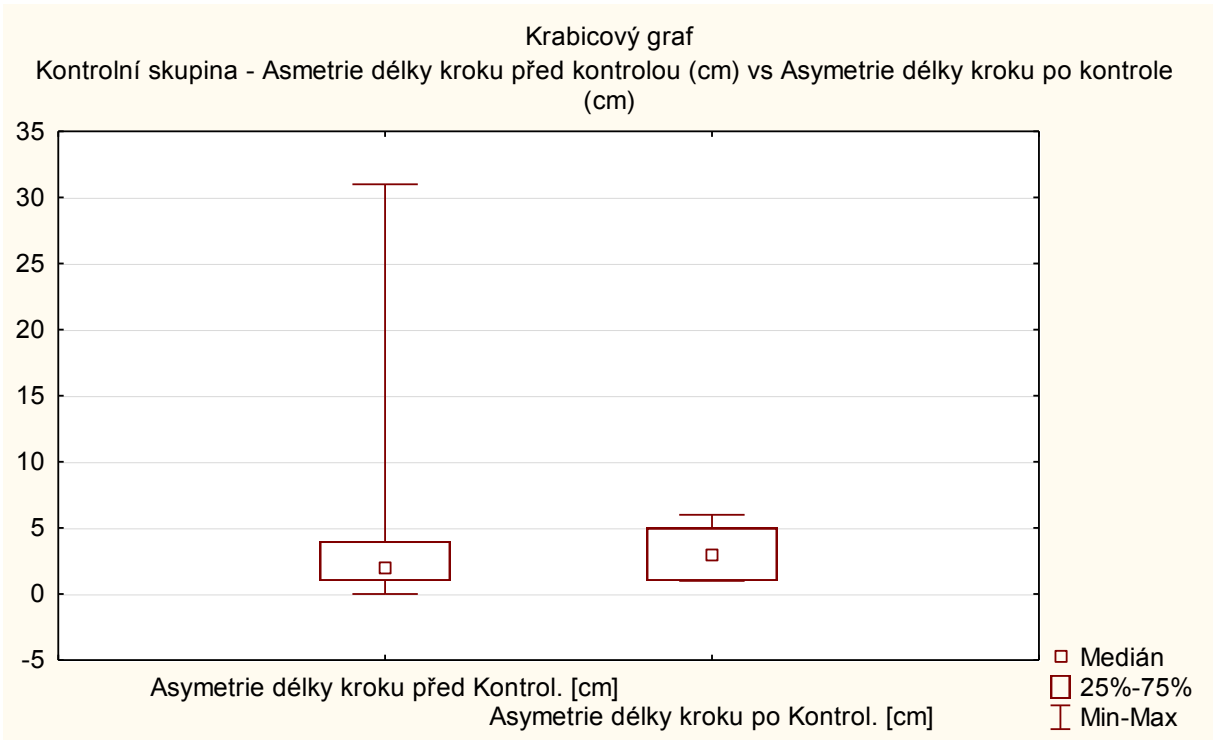 Krabicový graf
Kontrolní skupina - Asmetrie délky kroku před kontrolou (cm) vs Asymetrie délky kroku po kontrole
(cm)
35
30
25
20
15
10
5
0
-5
Asymetrie délky kroku před Kontrol. [cm]
Asymetrie délky kroku po Kontrol. [cm]
Medián
25%-75%
Min-Max